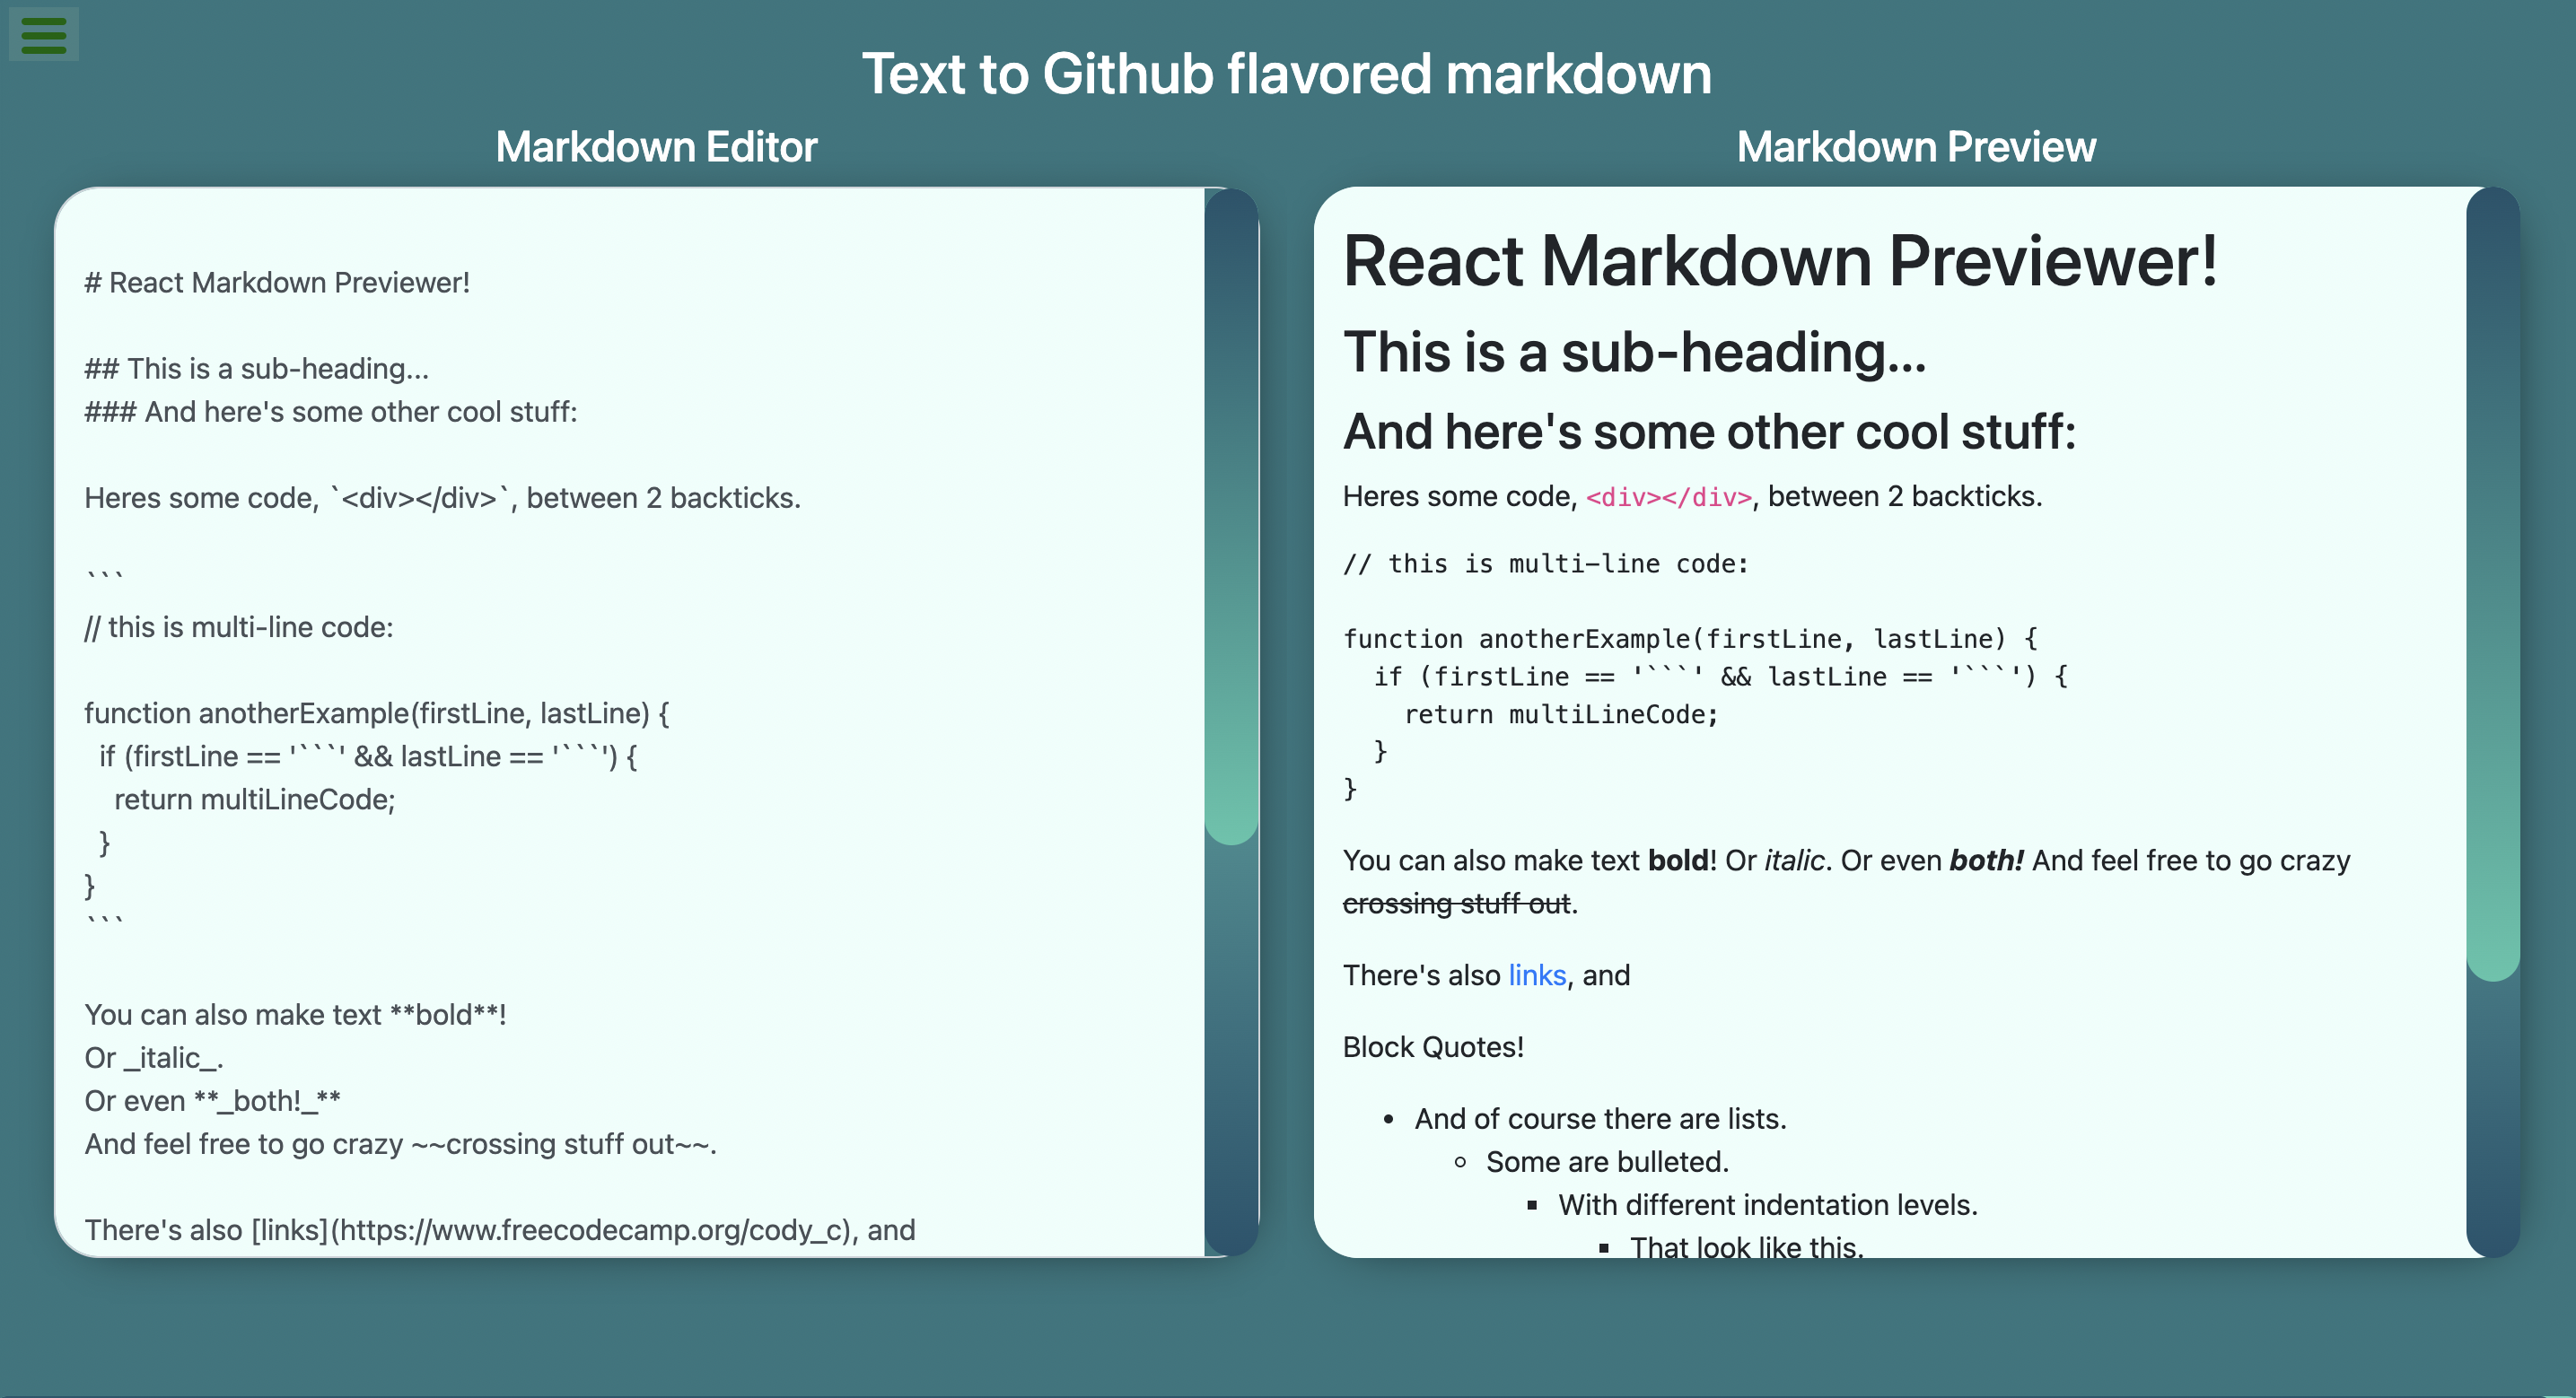 Text to Github flavored markdown
Markdown Editor
# React Markdown Previewer!
## This is a sub-heading...
### And here's some other cool stuff:
Heres some code, `<div></div>`, between 2 backticks.
```
// this is multi-line code:
function anotherExample(firstLine, lastLine) {
  if (firstLine == '```' && lastLine == '```') {
    return multiLineCode;
  }
}
```
You can also make text **bold**!
Or _italic_.
Or even **_both!_**
And feel free to go crazy ~~crossing stuff out~~.
There's also [links](https://www.freecodecamp.org/cody_c), and
Markdown Preview
React Markdown Previewer!
This is a sub-heading...
And here's some other cool stuff:
Heres some code, <div></div>, between 2 backticks.
// this is multi-line code:
function anotherExample(firstLine, lastLine) {
  if (firstLine == '```' && lastLine == '```') {
    return multiLineCode;
  }
}
You can also make text bold! Or italic. Or even both! And feel free to go crazy
crossing stuff out.
There's also links, and
Block Quotes!
• And of course there are lists.
◦ Some are bulleted.
▪ With different indentation levels.
▪ That look like this.